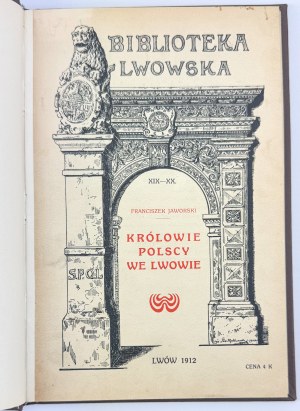 BIBLIOTEKA
LWOWSKA
XIX—XX.
FRANCISZEK JAWORSKI
KRÓLOWIE
POLSCY
WE LWOWIE
LWÓW 1912
CENA 4 K